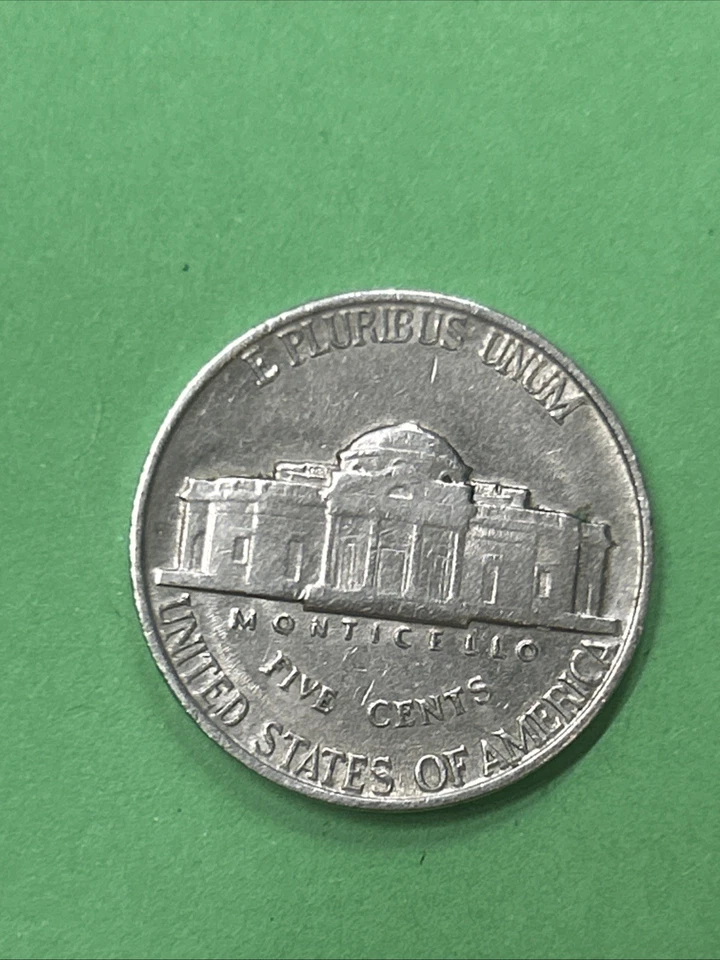 E PLURIBUS UNUM
MONTICELLO
FIVE CENTS
UNITED STATES OF AMERICA